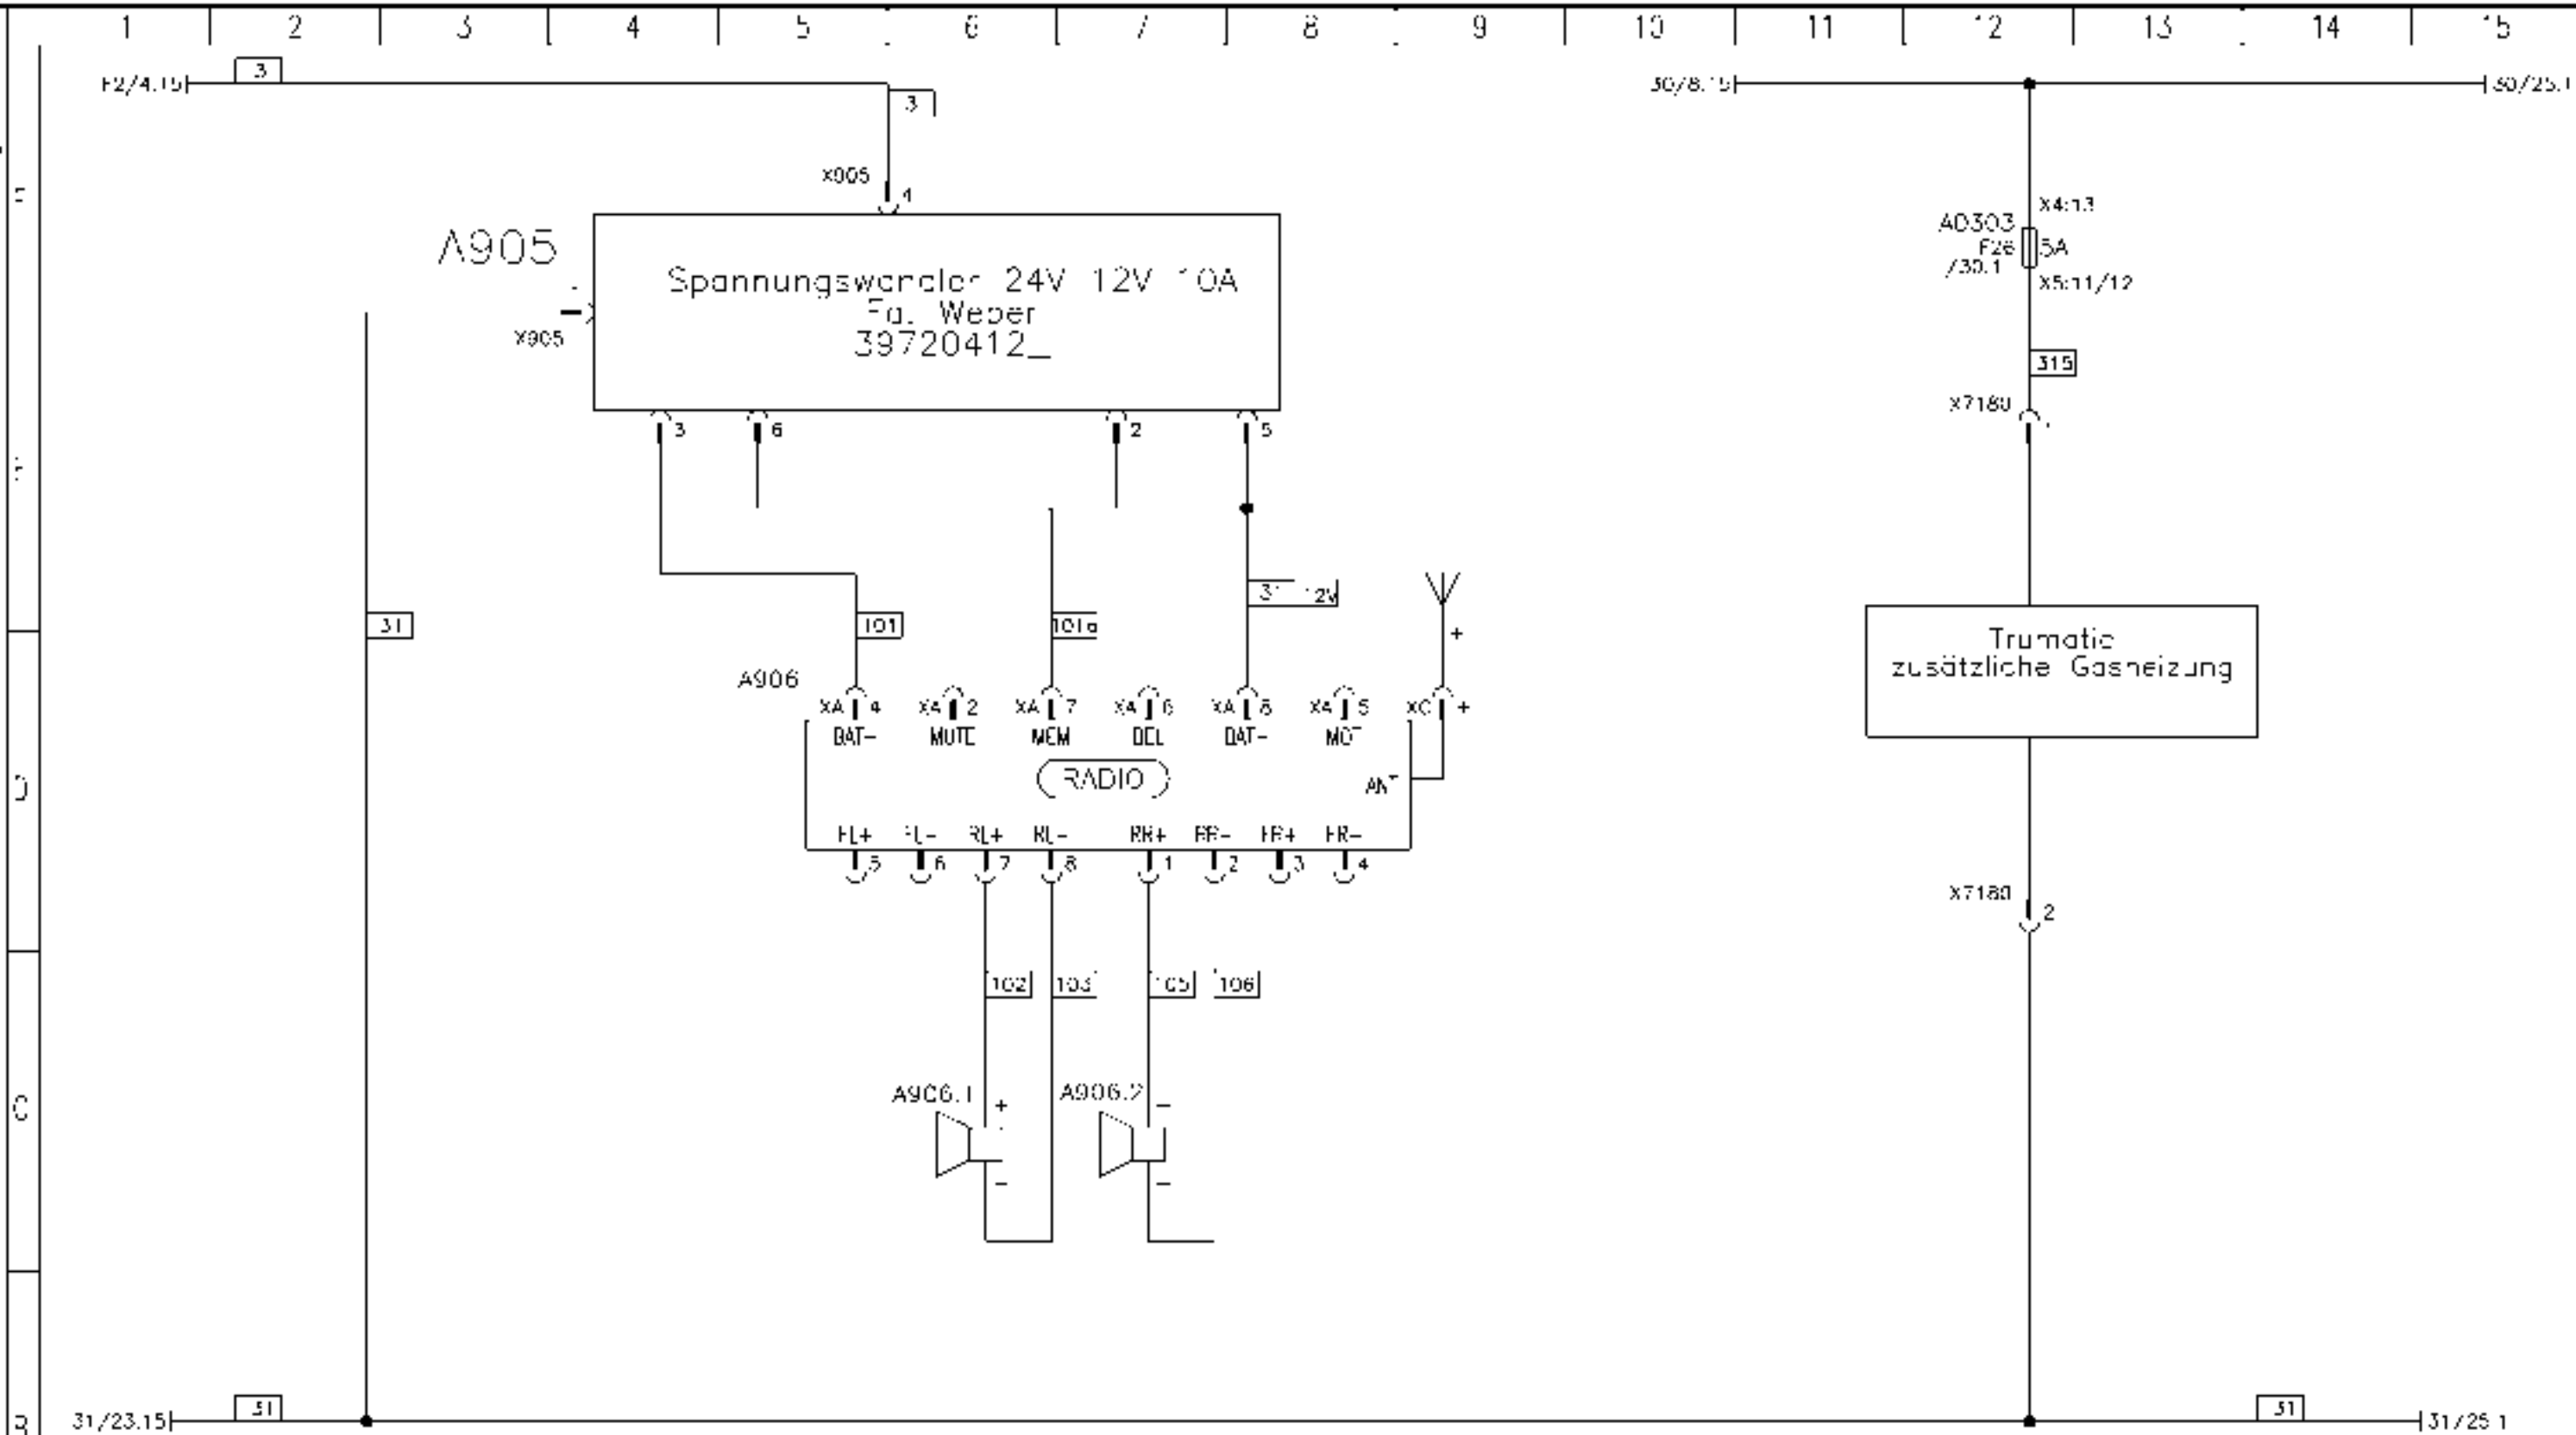 1 2 3 4 5 6 7 8 9 10 11 12 13 14 15
F2/4.15 3
3
30/8.15 30/25.1
X905 4
A905
Spannungswandler 24V 12V 10A
Fa. Weber
39720412_
X905
X4:13
A0303
F26 5A
/30.1
X5:11/12
315
X7180
3 6 2 5
31 12V
31 101 101a
+
A906
XA 4 XA 2 XA 7 XA 6 XA 8 XA 5 XC +
BAT- MUTE MEM BEL BAT-
RADIO
ANT
Trumatic
zusätzliche Gasheizung
FL+ FL- RL+ RL- RR+ RR- FR+ FR-
5 6 7 8 1 2 3 4
D
X7180 2
102 103 105 106
A906.1 + A906.2 -
C
- -
31/23.15 31 31 31/25.1